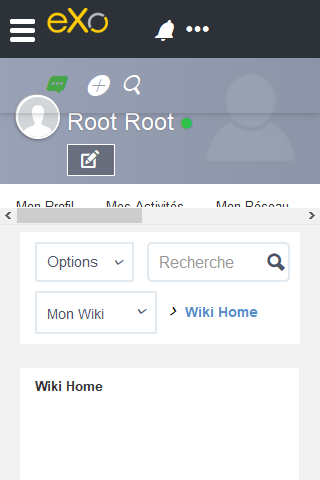 eXo
Root Root
Mon Profil Mes Activités Mon Réseau
Options Recherche
Mon Wiki > Wiki Home
Wiki Home